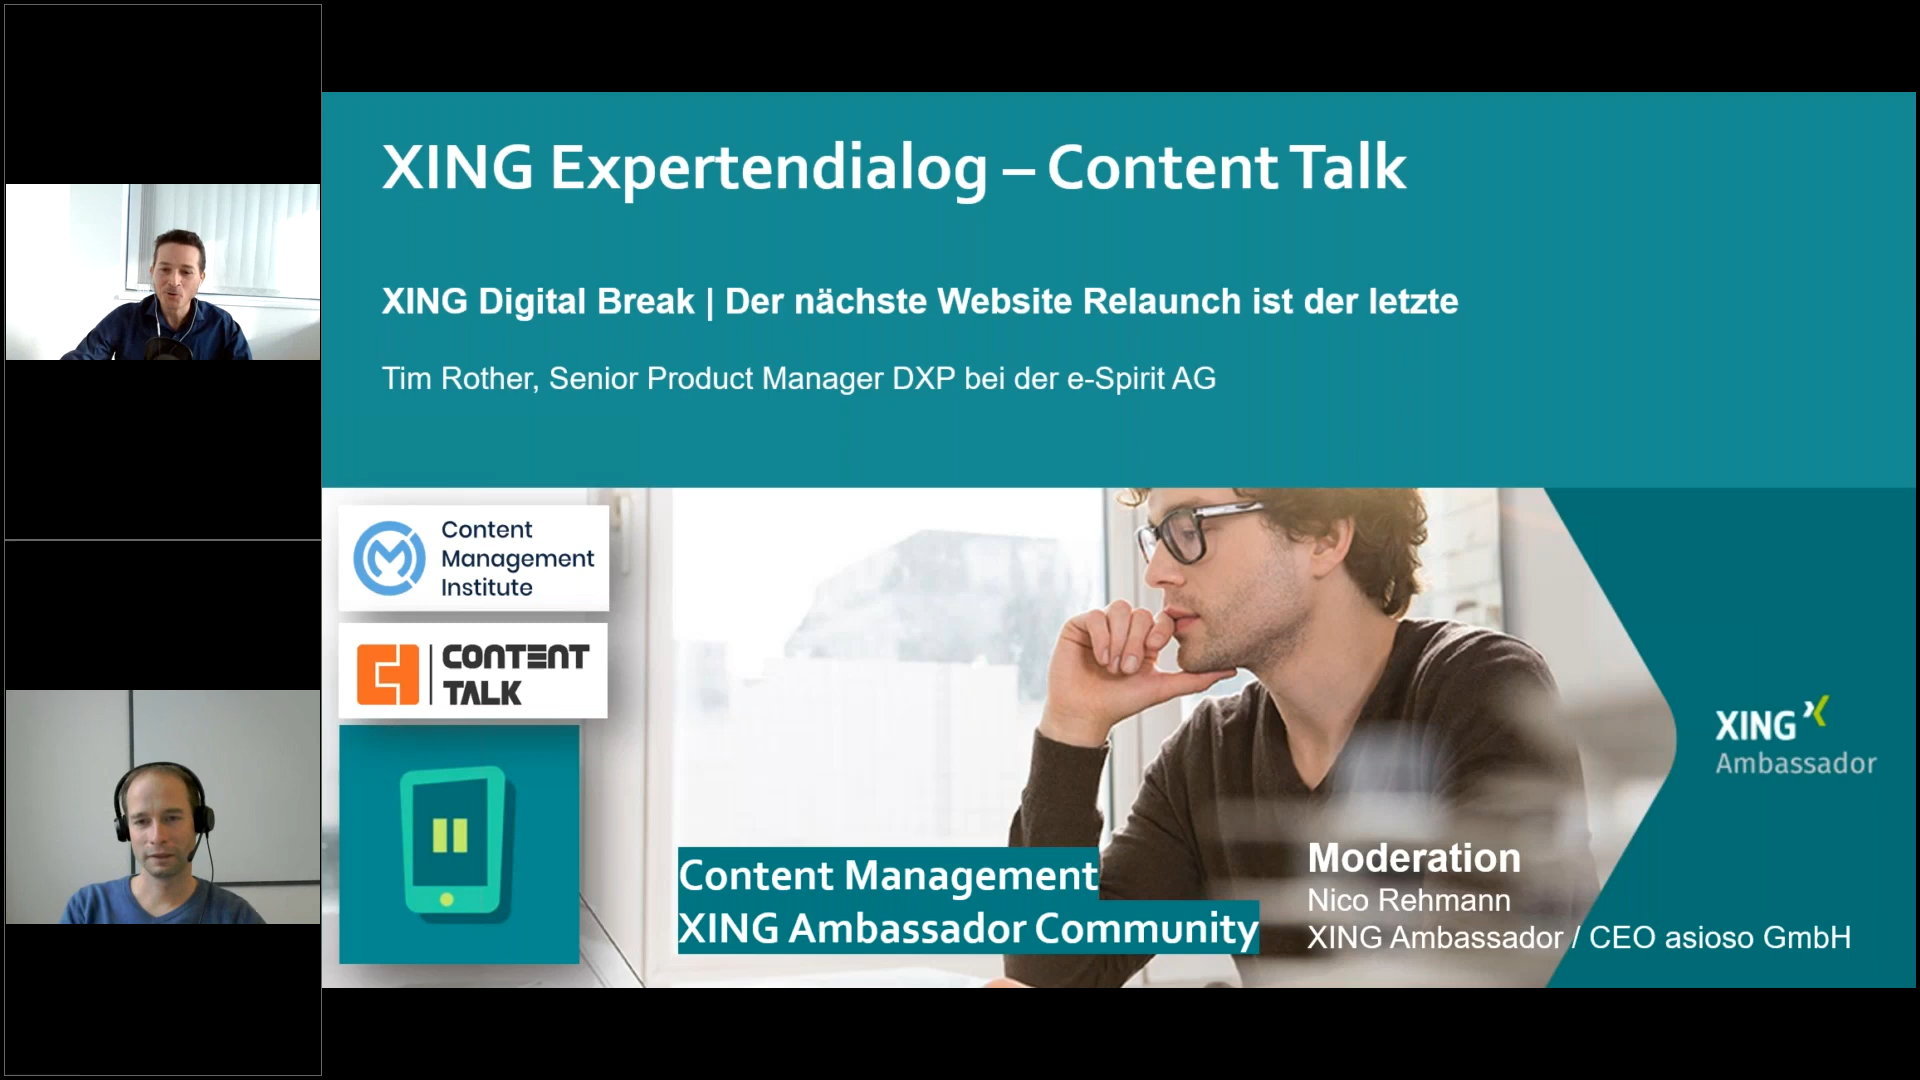 XING Expertendialog – Content Talk
XING Digital Break | Der nächste Website Relaunch ist der letzte
Tim Rother, Senior Product Manager DXP bei der e-Spirit AG
Content
Management
Institute
CONTENT
TALK
XING
Ambassador
Content Management
XING Ambassador Community
Moderation
Nico Rehmann
XING Ambassador / CEO asioso GmbH